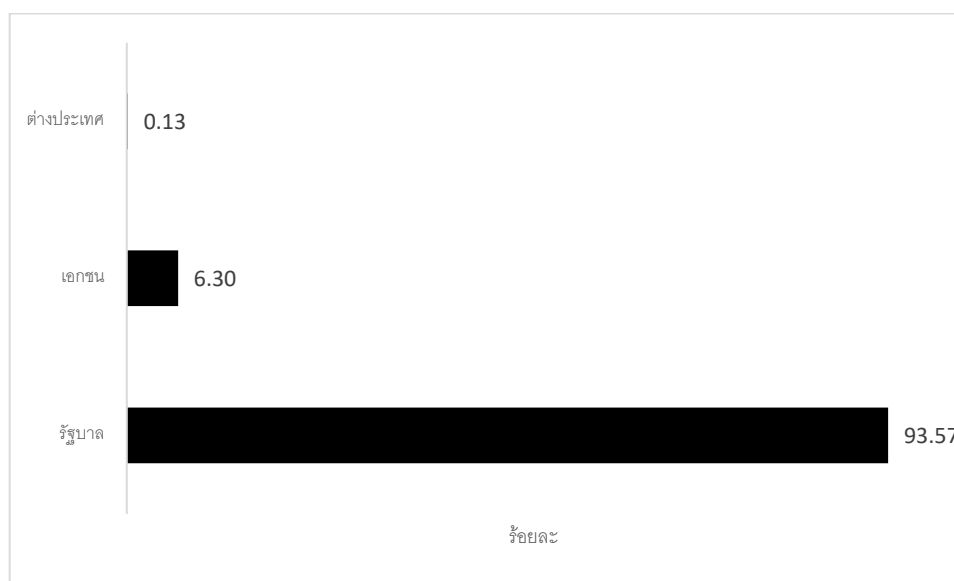 ต่างประเทศ 0.13
เอกชน 6.30
รัฐบาล 93.57
ร้อยละ